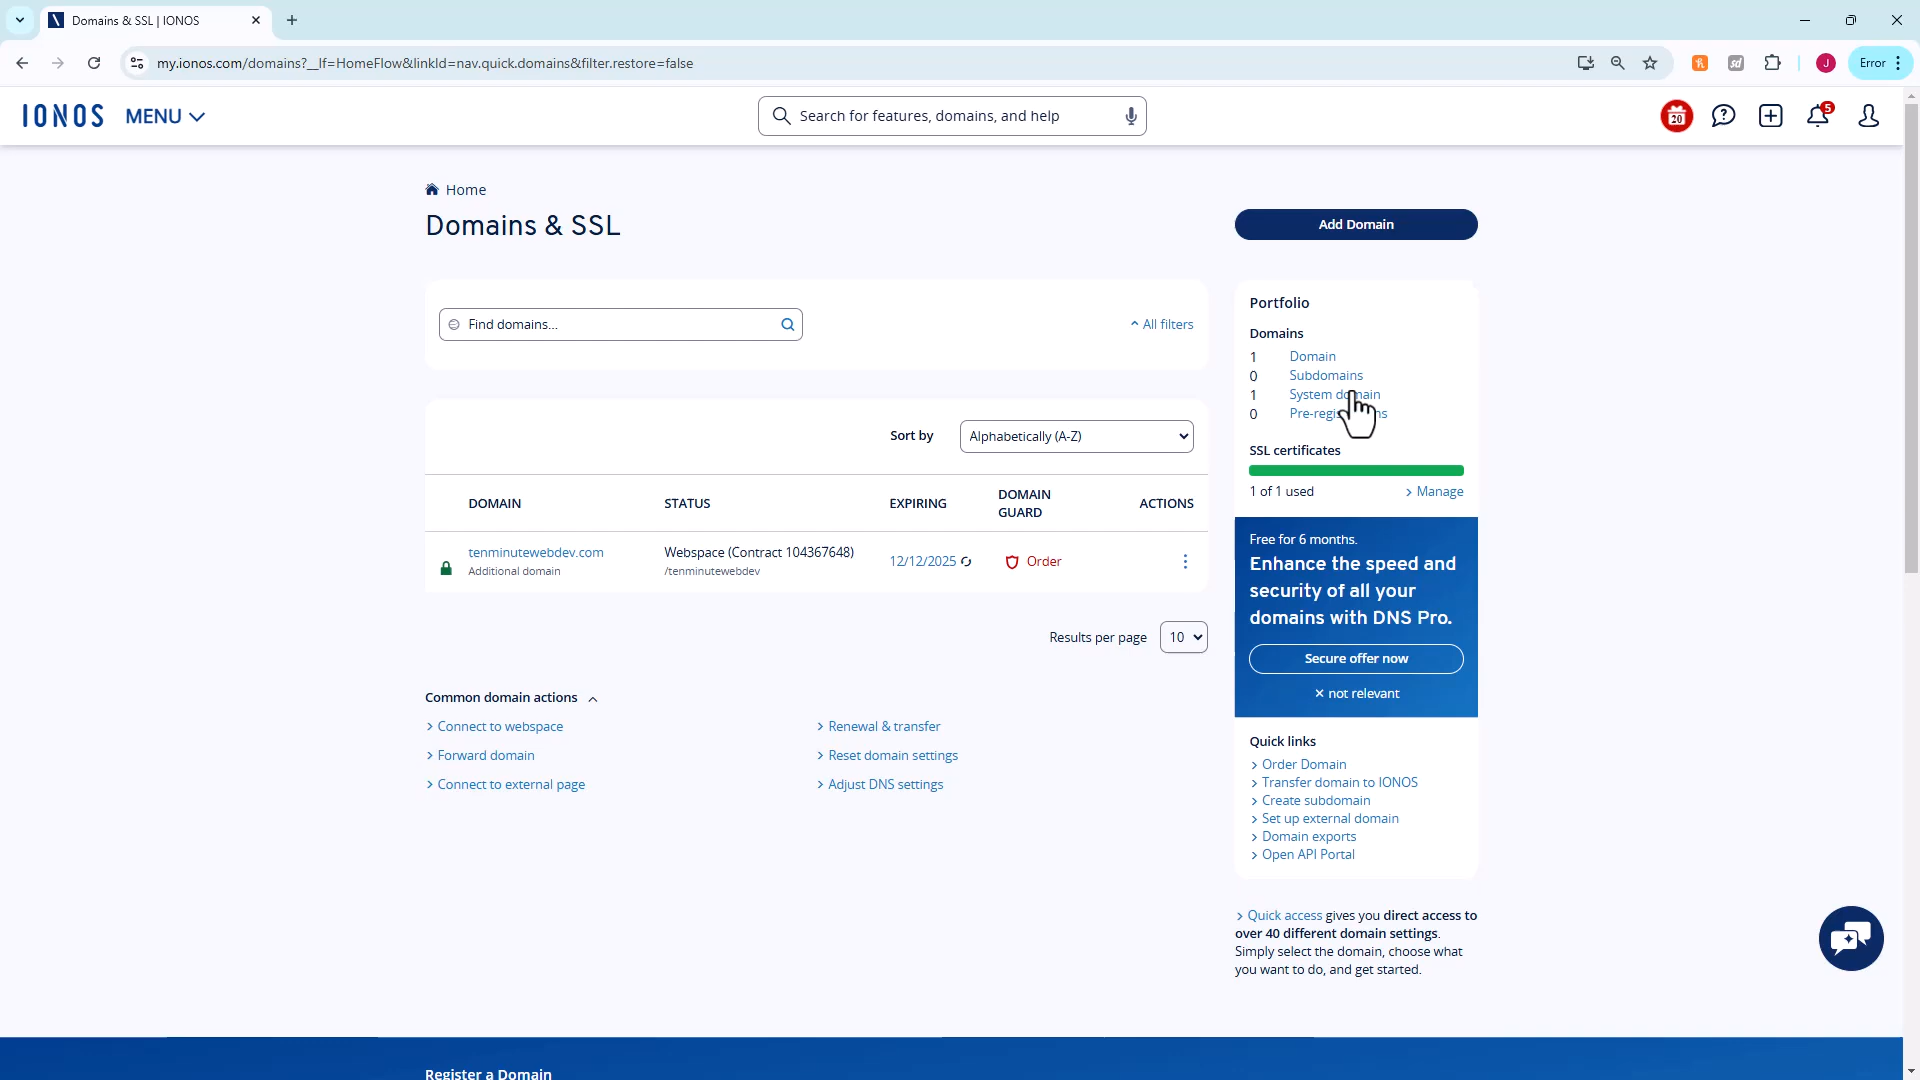 Domains & SSL | IONOS
my.ionos.com/domains?__lf=HomeFlow&linkId=nav.quick.domains&filter.restore=false
Error
IONOS
MENU
Search for features, domains, and help
20
5
Home
Domains & SSL
Add Domain
Find domains...
All filters
Sort by
Alphabetically (A-Z)
DOMAIN
STATUS
EXPIRING
DOMAIN GUARD
ACTIONS
tenminutewebdev.com
Additional domain
Webspace (Contract 104367648)
/tenminutewebdev
12/12/2025
Order
Results per page
10
Common domain actions
Connect to webspace
Forward domain
Connect to external page
Renewal & transfer
Reset domain settings
Adjust DNS settings
Portfolio
Domains
1 Domain
0 Subdomains
1 System domain
0
SSL certificates
1 of 1 used
Manage
Free for 6 months.
Enhance the speed and
security of all your
domains with DNS Pro.
Secure offer now
not relevant
Quick links
Order Domain
Transfer domain to IONOS
Create subdomain
Set up external domain
Domain exports
Open API Portal
Quick access gives you direct access to
over 40 different domain settings.
Simply select the domain, choose what
you want to do, and get started.
Register a Domain